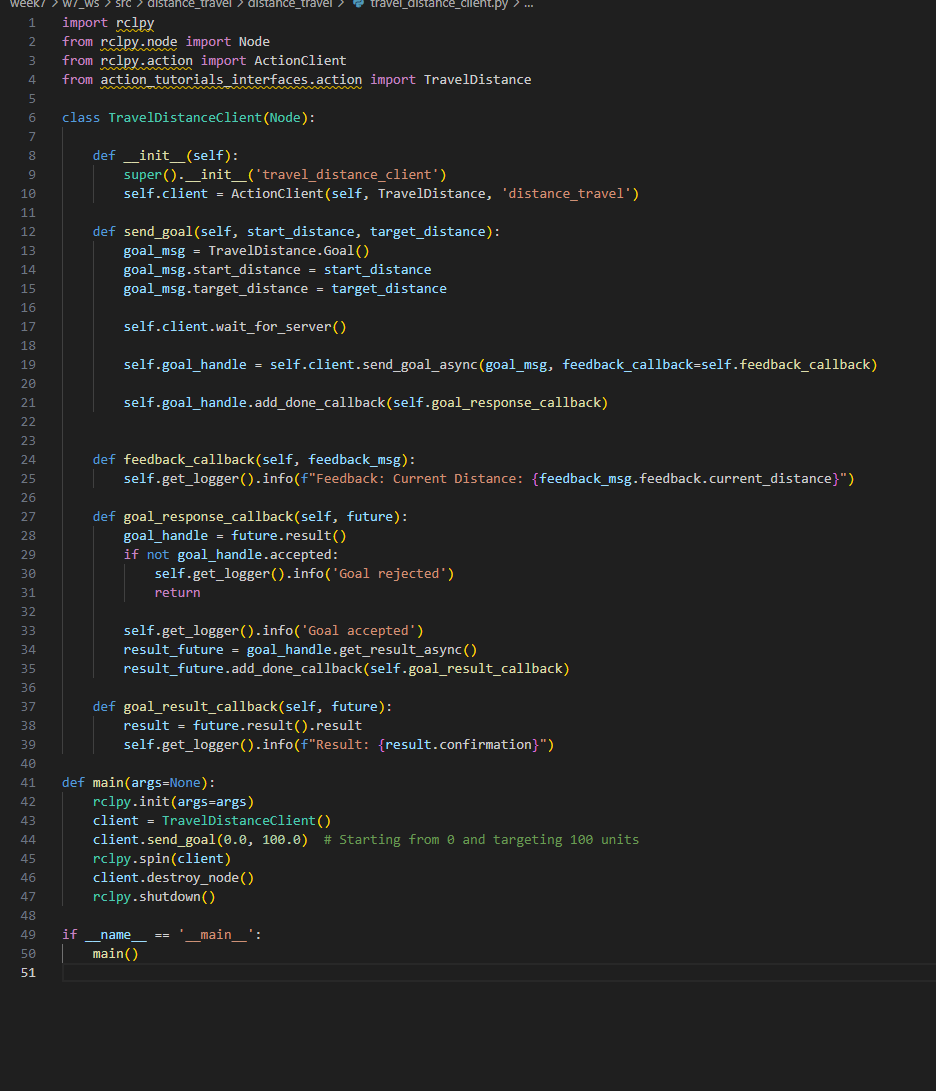 week7 > w7_ws > src > distance_travel > distance_travel > travel_distance_client.py > ...
1 import rclpy
2 from rclpy.node import Node
3 from rclpy.action import ActionClient
4 from action_tutorials_interfaces.action import TravelDistance
5
6 class TravelDistanceClient(Node):
7
8     def __init__(self):
9         super().__init__('travel_distance_client')
10         self.client = ActionClient(self, TravelDistance, 'distance_travel')
11
12     def send_goal(self, start_distance, target_distance):
13         goal_msg = TravelDistance.Goal()
14         goal_msg.start_distance = start_distance
15         goal_msg.target_distance = target_distance
16
17         self.client.wait_for_server()
18
19         self.goal_handle = self.client.send_goal_async(goal_msg, feedback_callback=self.feedback_callback)
20
21         self.goal_handle.add_done_callback(self.goal_response_callback)
22
23
24     def feedback_callback(self, feedback_msg):
25         self.get_logger().info(f"Feedback: Current Distance: {feedback_msg.feedback.current_distance}")
26
27     def goal_response_callback(self, future):
28         goal_handle = future.result()
29         if not goal_handle.accepted:
30             self.get_logger().info('Goal rejected')
31             return
32
33         self.get_logger().info('Goal accepted')
34         result_future = goal_handle.get_result_async()
35         result_future.add_done_callback(self.goal_result_callback)
36
37     def goal_result_callback(self, future):
38         result = future.result().result
39         self.get_logger().info(f"Result: {result.confirmation}")
40
41 def main(args=None):
42     rclpy.init(args=args)
43     client = TravelDistanceClient()
44     client.send_goal(0.0, 100.0)  # Starting from 0 and targeting 100 units
45     rclpy.spin(client)
46     client.destroy_node()
47     rclpy.shutdown()
48
49 if __name__ == '__main__':
50     main()
51